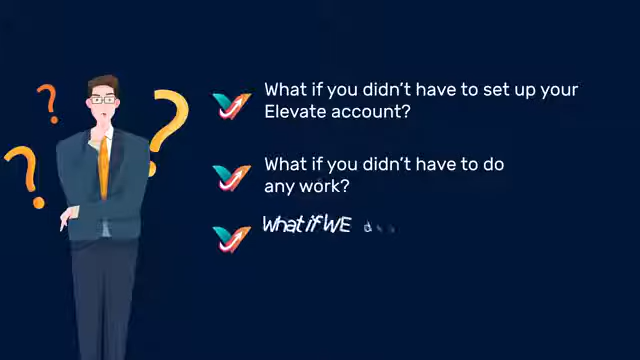 What if you didn't have to set up your
Elevate account?
What if you didn't have to do
any work?
What if WE